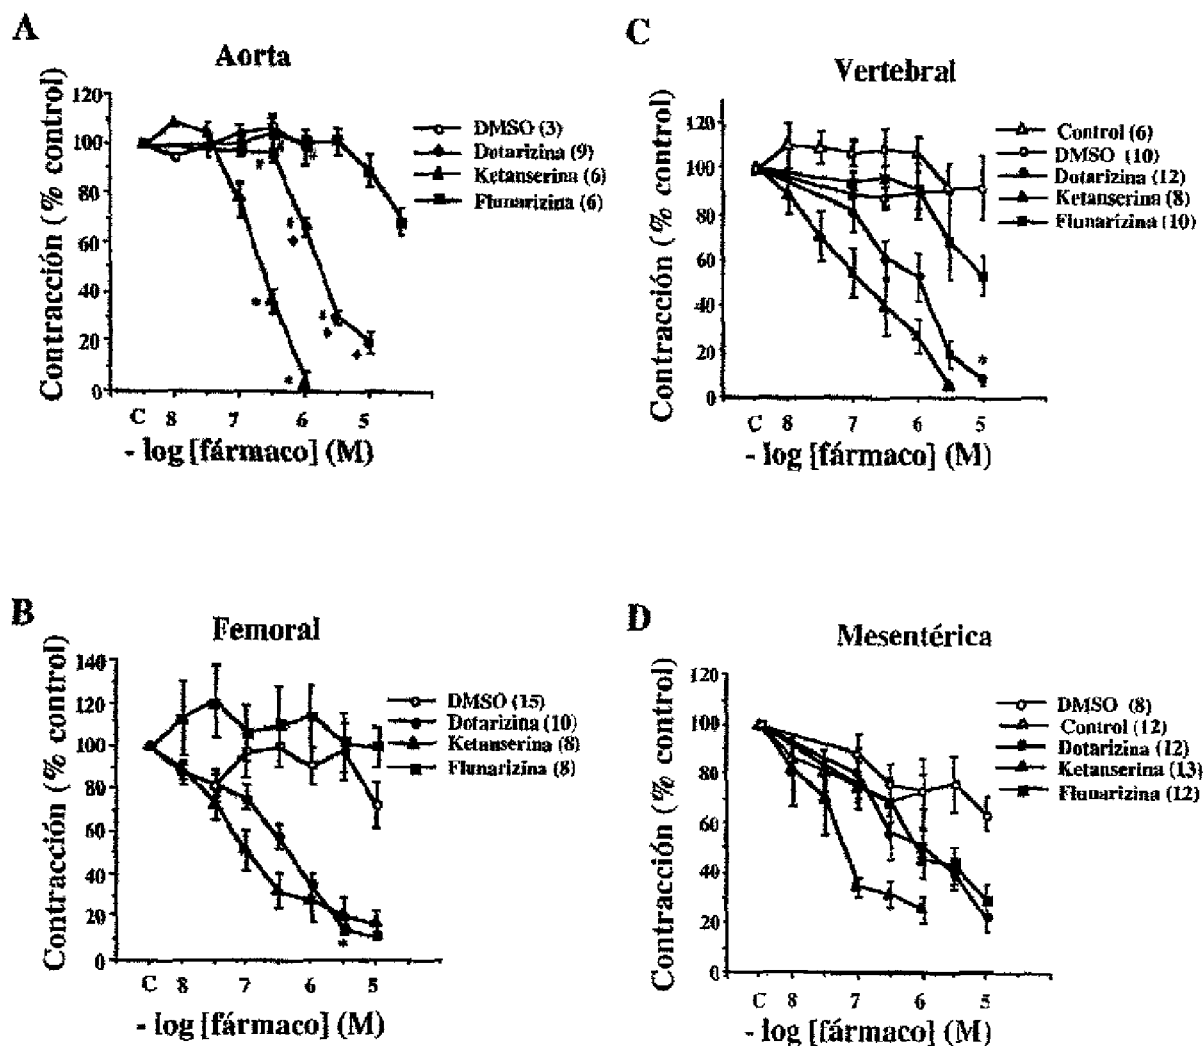 A
Aorta
Contracción (% control)
120
100
80
60
40
20
0
C 8 7 6 5
- log [fármaco] (M)
DMSO (3)
Dotarizina (9)
Ketanserina (6)
Flunarizina (6)
C
Vertebral
Contracción (% control)
120
100
80
60
40
20
0
C 8 7 6 5
- log [fármaco] (M)
Control (6)
DMSO (10)
Dotarizina (12)
Ketanserina (8)
Flunarizina (10)
B
Femoral
Contracción (% control)
140
120
100
80
60
40
20
0
C 8 7 6 5
- log [fármaco] (M)
DMSO (15)
Dotarizina (10)
Ketanserina (8)
Flunarizina (8)
D
Mesentérica
Contracción (% control)
120
100
80
60
40
20
0
C 8 7 6 5
- log [fármaco] (M)
DMSO (8)
Control (12)
Dotarizina (12)
Ketanserina (13)
Flunarizina (12)